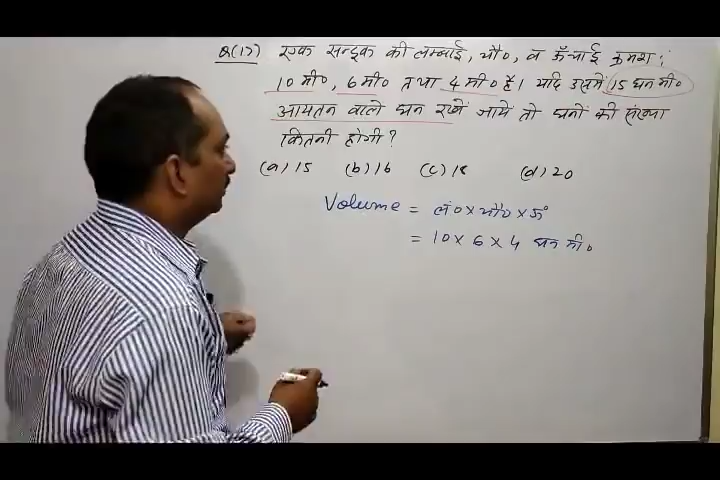 Q(17) एक सन्दूक की लम्बाई, चौ०, व ऊँचाई क्रमश:
10 मी०, 6 मी० तथा 4 मी० है। यदि उसमें 15 घन मी०
आयतन वाले घन रखें जायें तो घनों की संख्या
कितनी होगी?
(a) 15 (b) 16 (c) 18 (d) 20
Volume = लं० × चौ० × ऊँ०
= 10 × 6 × 4 घन मी०